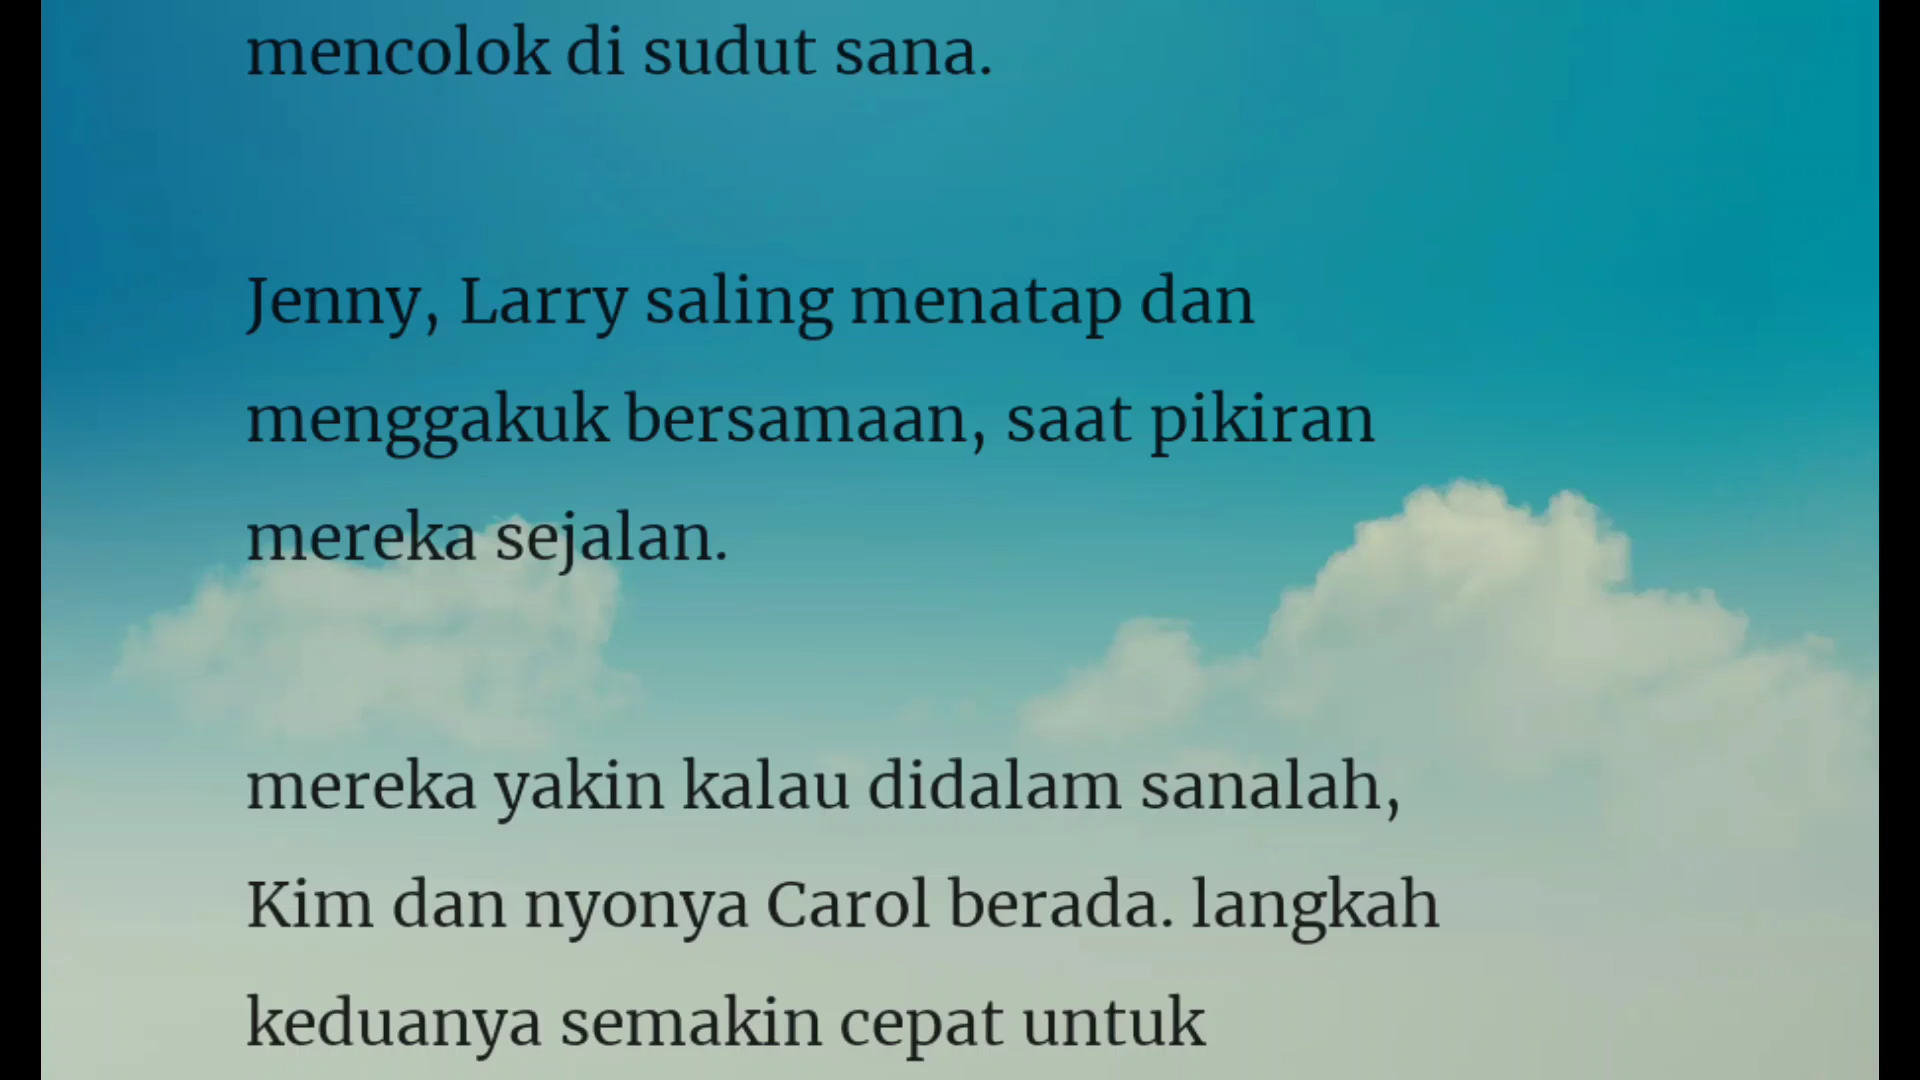 mencolok di sudut sana.
Jenny, Larry saling menatap dan
menggakuk bersamaan, saat pikiran
mereka sejalan.
mereka yakin kalau didalam sanalah,
Kim dan nyonya Carol berada. langkah
keduanya semakin cepat untuk